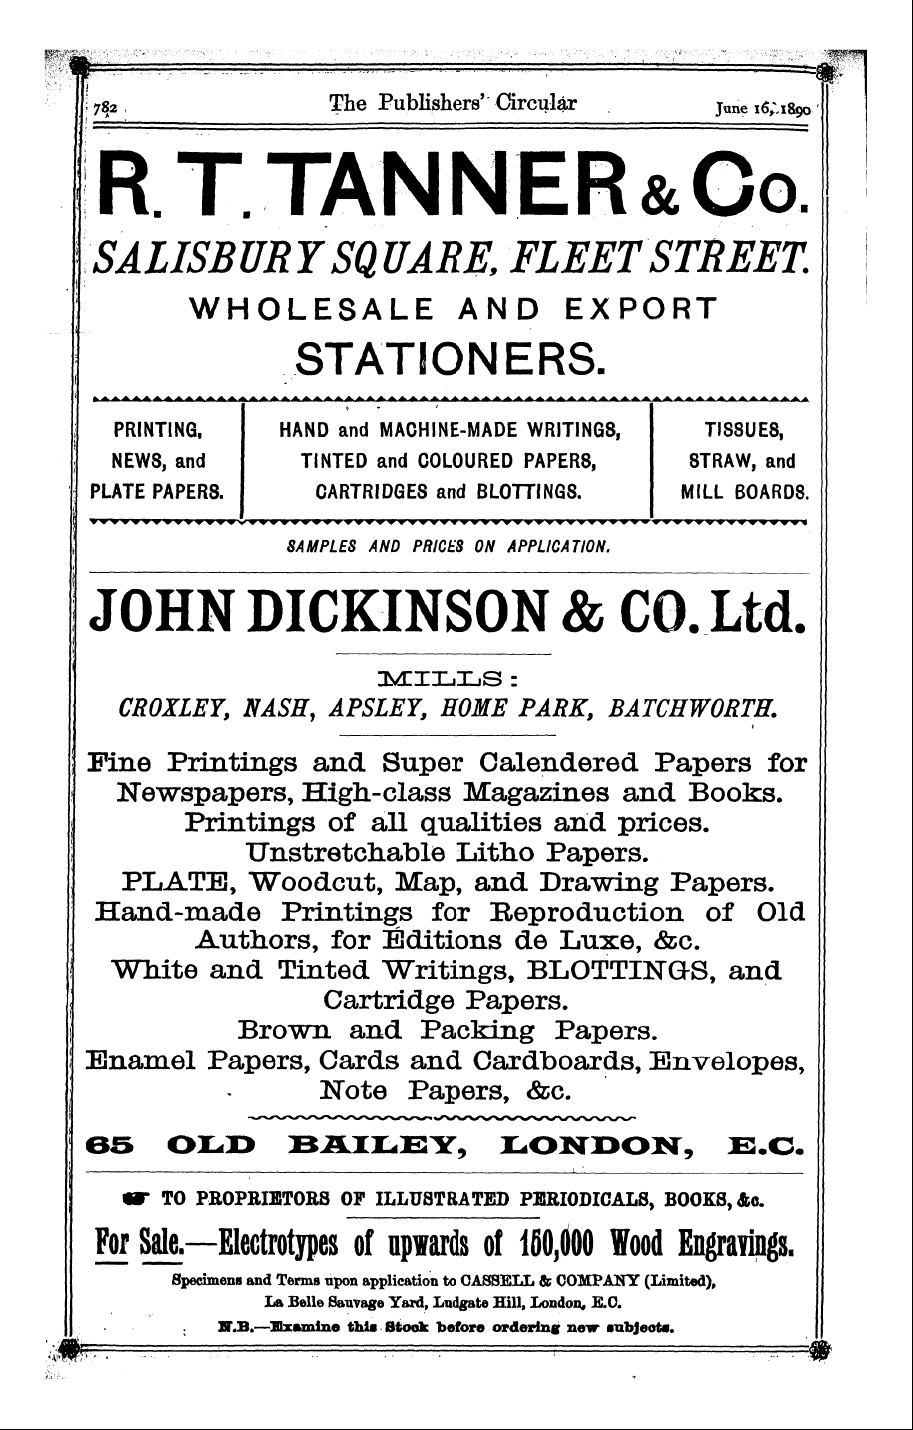 782
The Publishers' Circular
June 16, 1890
R. T. TANNER & Co.
SALISBURY SQUARE, FLEET STREET.
WHOLESALE AND EXPORT
STATIONERS.
PRINTING,
NEWS, and
PLATE PAPERS.
HAND and MACHINE-MADE WRITINGS,
TINTED and COLOURED PAPERS,
CARTRIDGES and BLOTTINGS.
TISSUES,
STRAW, and
MILL BOARDS.
SAMPLES AND PRICES ON APPLICATION.
JOHN DICKINSON & CO. Ltd.
MILLS:
CROXLEY, NASH, APSLEY, HOME PARK, BATCHWORTH.
Fine Printings and Super Calendered Papers for
Newspapers, High-class Magazines and Books.
Printings of all qualities and prices.
Unstretchable Litho Papers.
PLATE, Woodcut, Map, and Drawing Papers.
Hand-made Printings for Reproduction of Old
Authors, for Editions de Luxe, &c.
White and Tinted Writings, BLOTTINGS, and
Cartridge Papers.
Brown and Packing Papers.
Enamel Papers, Cards and Cardboards, Envelopes,
Note Papers, &c.
65 OLD BAILEY, LONDON, E.C.
☛ TO PROPRIETORS OF ILLUSTRATED PERIODICALS, BOOKS, &c.
For Sale.—Electrotypes of upwards of 150,000 Wood Engravings.
Specimens and Terms upon application to CASSELL & COMPANY (Limited),
La Belle Sauvage Yard, Ludgate Hill, London, E.C.
N.B.—Examine this Stock before ordering new subjects.